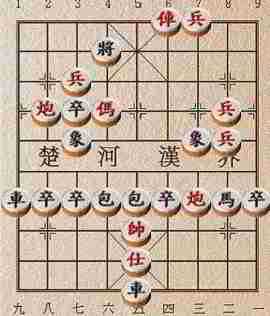 1 2 3 4 5 6 7 8 9
俥 兵
將
兵
炮 卒 傌 兵
象 象 兵
楚 河 漢 界
車 卒 卒 包 包 卒 炮 馬 卒
帥
仕
車
九 八 七 六 五 四 三 二 一